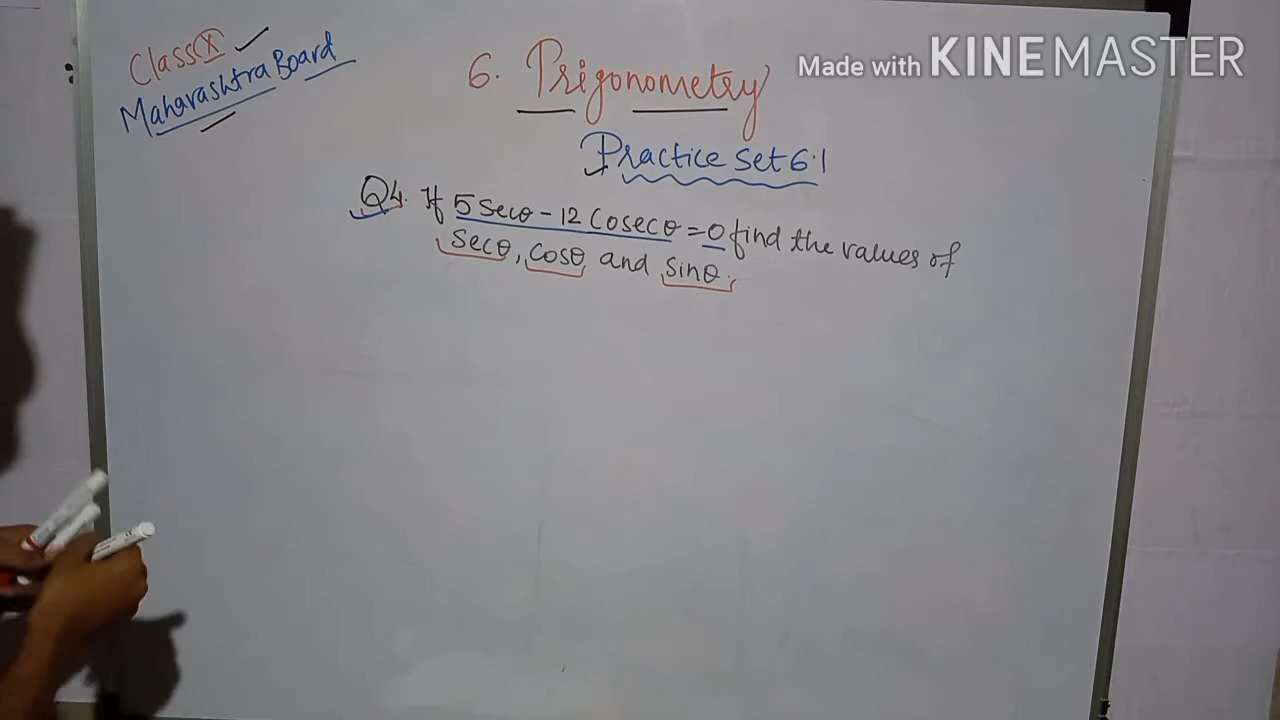 Class X
Maharashtra Board
Made with KINEMASTER
6. Trigonometry
Practice Set 6.1
Q4. If 5 Secθ - 12 Cosecθ = 0 find the values of
Secθ, Cosθ and Sinθ.